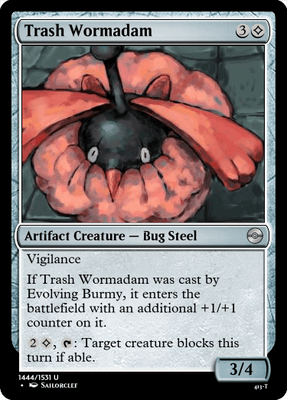 Trash Wormadam 3
Artifact Creature — Bug Steel
Vigilance
If Trash Wormadam was cast by
Evolving Burmy, it enters the
battlefield with an additional +1/+1
counter on it.
2 , : Target creature blocks this
turn if able.
3/4
1444/1531 U
• Sailorclef
413-T